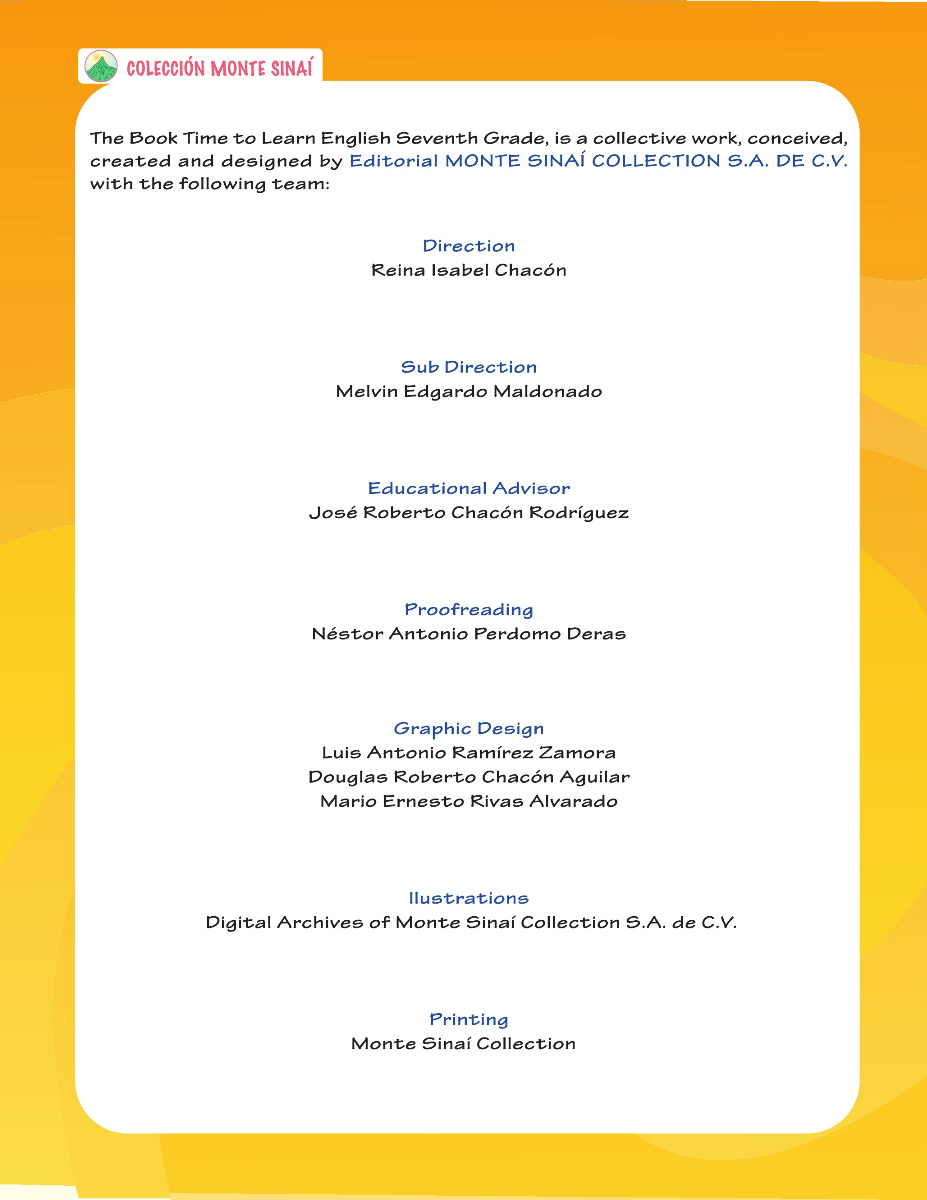 COLECCIÓN MONTE SINAÍ
The Book Time to Learn English Seventh Grade, is a collective work, conceived,
created and designed by Editorial MONTE SINAÍ COLLECTION S.A. DE C.V.
with the following team:
Direction
Reina Isabel Chacón
Sub Direction
Melvin Edgardo Maldonado
Educational Advisor
José Roberto Chacón Rodríguez
Proofreading
Néstor Antonio Perdomo Deras
Graphic Design
Luis Antonio Ramírez Zamora
Douglas Roberto Chacón Aguilar
Mario Ernesto Rivas Alvarado
Ilustrations
Digital Archives of Monte Sinaí Collection S.A. de C.V.
Printing
Monte Sinaí Collection